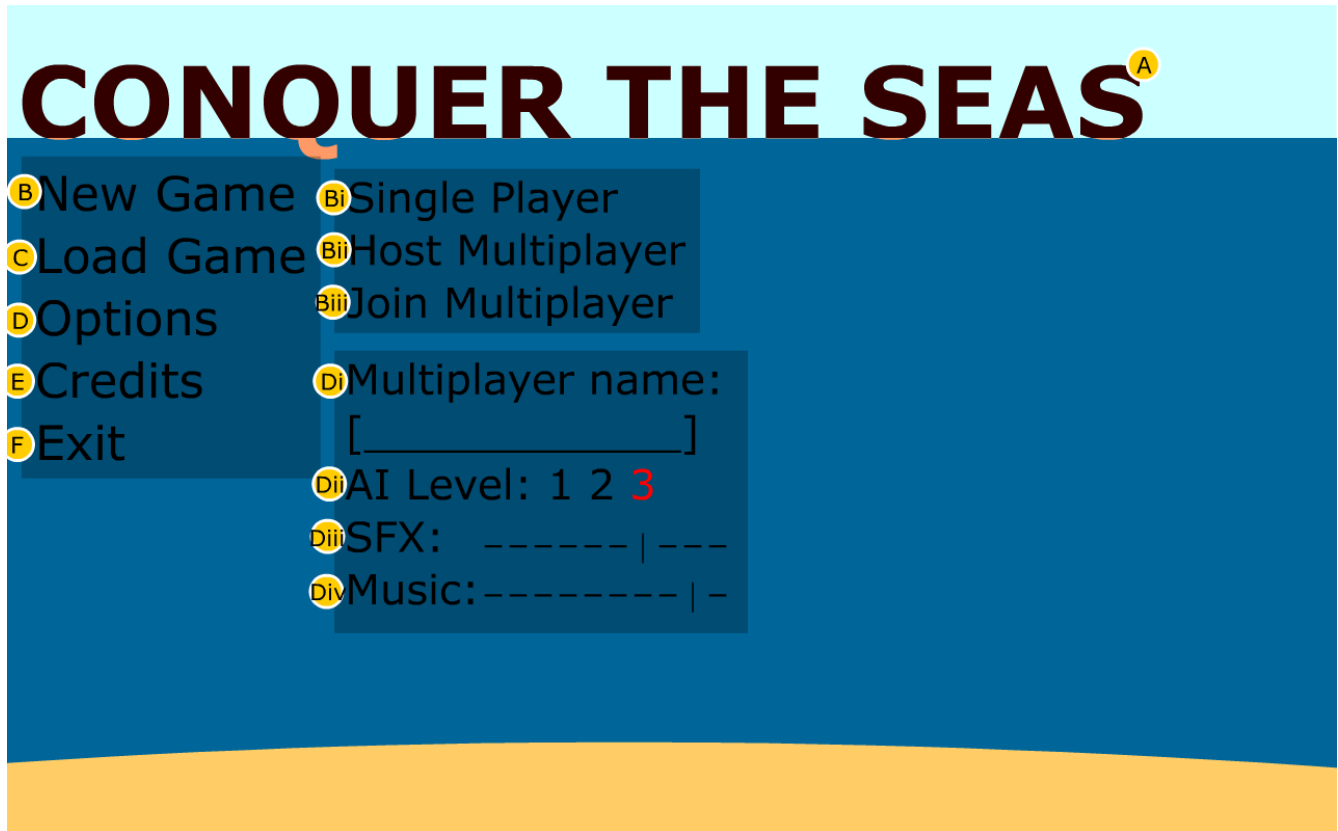 CONQUER THE SEAS A
B New Game
C Load Game
D Options
E Credits
F Exit
Bi Single Player
Bii Host Multiplayer
Biii Join Multiplayer
Di Multiplayer name:
[_____________]
Dii AI Level: 1 2 3
Diii SFX: ------|---
Div Music: --------|-